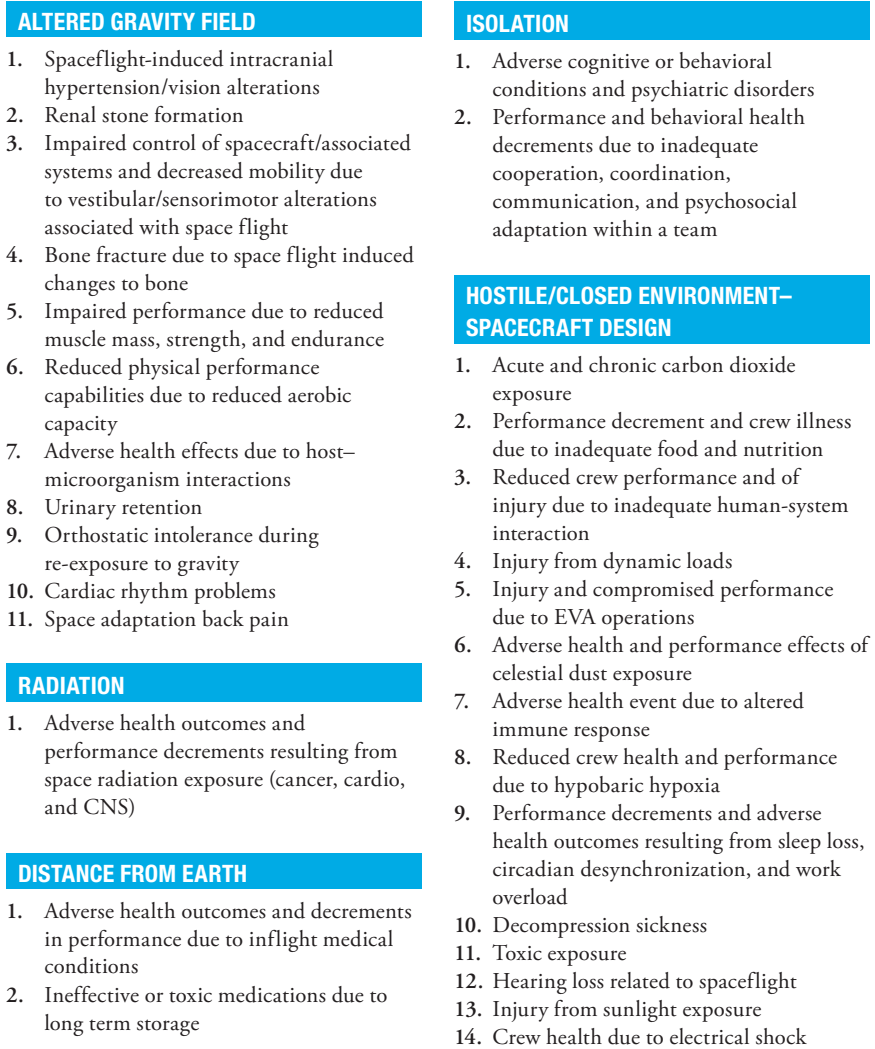 ALTERED GRAVITY FIELD
1. Spaceflight-induced intracranial
hypertension/vision alterations
2. Renal stone formation
3. Impaired control of spacecraft/associated
systems and decreased mobility due
to vestibular/sensorimotor alterations
associated with space flight
4. Bone fracture due to space flight induced
changes to bone
5. Impaired performance due to reduced
muscle mass, strength, and endurance
6. Reduced physical performance
capabilities due to reduced aerobic
capacity
7. Adverse health effects due to host–
microorganism interactions
8. Urinary retention
9. Orthostatic intolerance during
re-exposure to gravity
10. Cardiac rhythm problems
11. Space adaptation back pain
RADIATION
1. Adverse health outcomes and
performance decrements resulting from
space radiation exposure (cancer, cardio,
and CNS)
DISTANCE FROM EARTH
1. Adverse health outcomes and decrements
in performance due to inflight medical
conditions
2. Ineffective or toxic medications due to
long term storage
ISOLATION
1. Adverse cognitive or behavioral
conditions and psychiatric disorders
2. Performance and behavioral health
decrements due to inadequate
cooperation, coordination,
communication, and psychosocial
adaptation within a team
HOSTILE/CLOSED ENVIRONMENT–
SPACECRAFT DESIGN
1. Acute and chronic carbon dioxide
exposure
2. Performance decrement and crew illness
due to inadequate food and nutrition
3. Reduced crew performance and of
injury due to inadequate human-system
interaction
4. Injury from dynamic loads
5. Injury and compromised performance
due to EVA operations
6. Adverse health and performance effects of
celestial dust exposure
7. Adverse health event due to altered
immune response
8. Reduced crew health and performance
due to hypobaric hypoxia
9. Performance decrements and adverse
health outcomes resulting from sleep loss,
circadian desynchronization, and work
overload
10. Decompression sickness
11. Toxic exposure
12. Hearing loss related to spaceflight
13. Injury from sunlight exposure
14. Crew health due to electrical shock